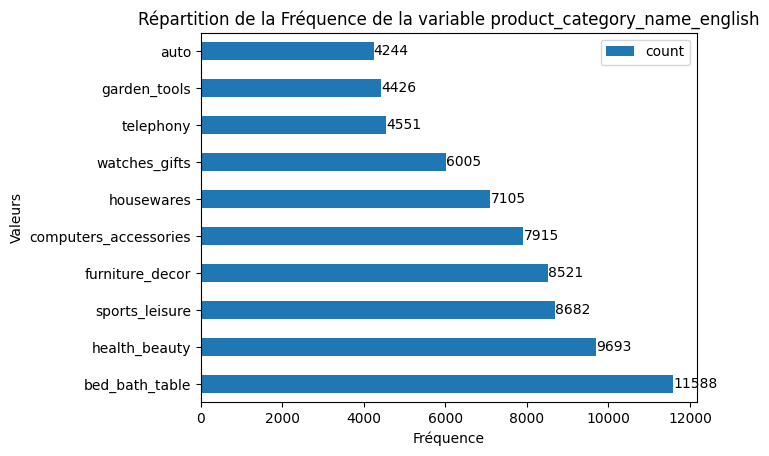 Répartition de la Fréquence de la variable product_category_name_english
count
auto 4244
garden_tools 4426
telephony 4551
watches_gifts 6005
housewares 7105
computers_accessories 7915
furniture_decor 8521
sports_leisure 8682
health_beauty 9693
bed_bath_table 11588
Valeurs
0 2000 4000 6000 8000 10000 12000
Fréquence